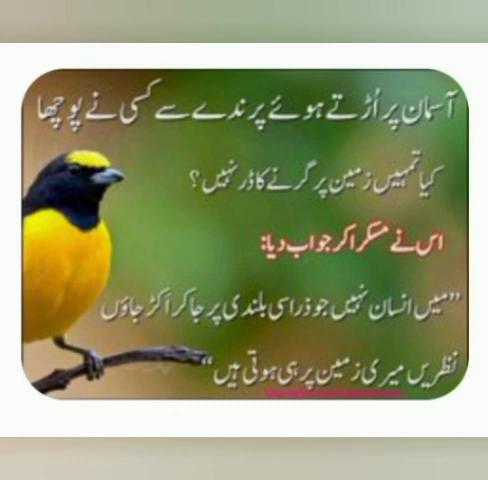 آسمان پر اُڑتے ہوئے پرندے سے کسی نے پوچھا
کیا تمہیں زمین پر گرنے کا ڈر نہیں؟
اس نے مسکرا کر جواب دیا:
"میں انسان نہیں جو ذرا سی بلندی پر جا کر اکڑ جاؤں
نظریں میری زمین پر ہی ہوتی ہیں"